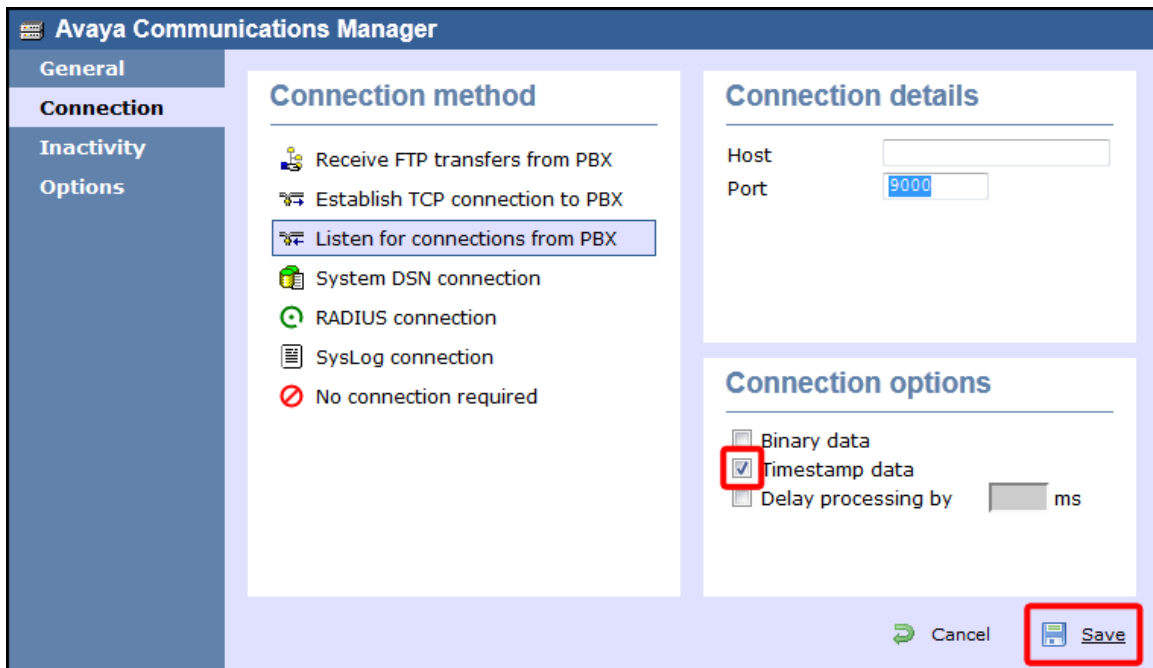 Avaya Communications Manager
General
Connection
Inactivity
Options
Connection method
Receive FTP transfers from PBX
Establish TCP connection to PBX
Listen for connections from PBX
System DSN connection
RADIUS connection
SysLog connection
No connection required
Connection details
Host
Port 9000
Connection options
Binary data
Timestamp data
Delay processing by ms
Cancel Save